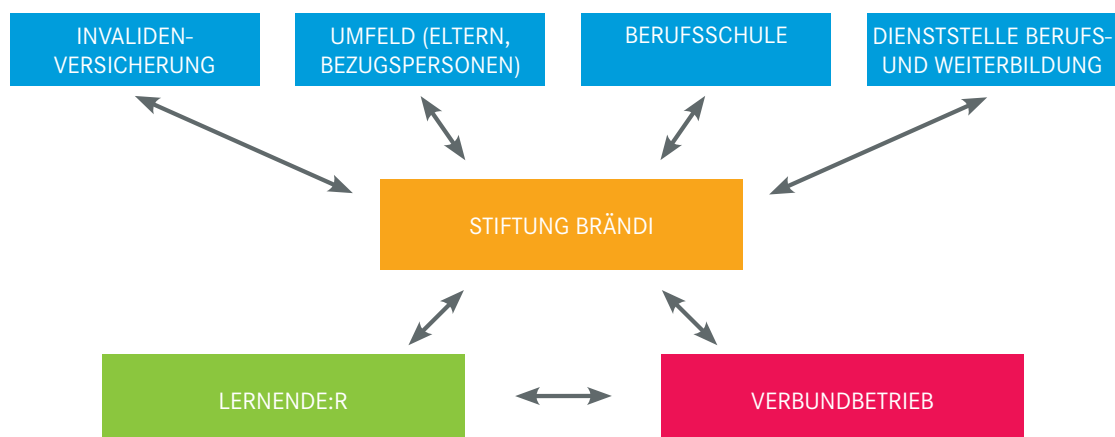 INVALIDEN-
VERSICHERUNG
UMFELD (ELTERN,
BEZUGSPERSONEN)
BERUFSSCHULE
DIENSTSTELLE BERUFS-
UND WEITERBILDUNG
STIFTUNG BRÄNDI
LERNENDE:R
VERBUNDBETRIEB